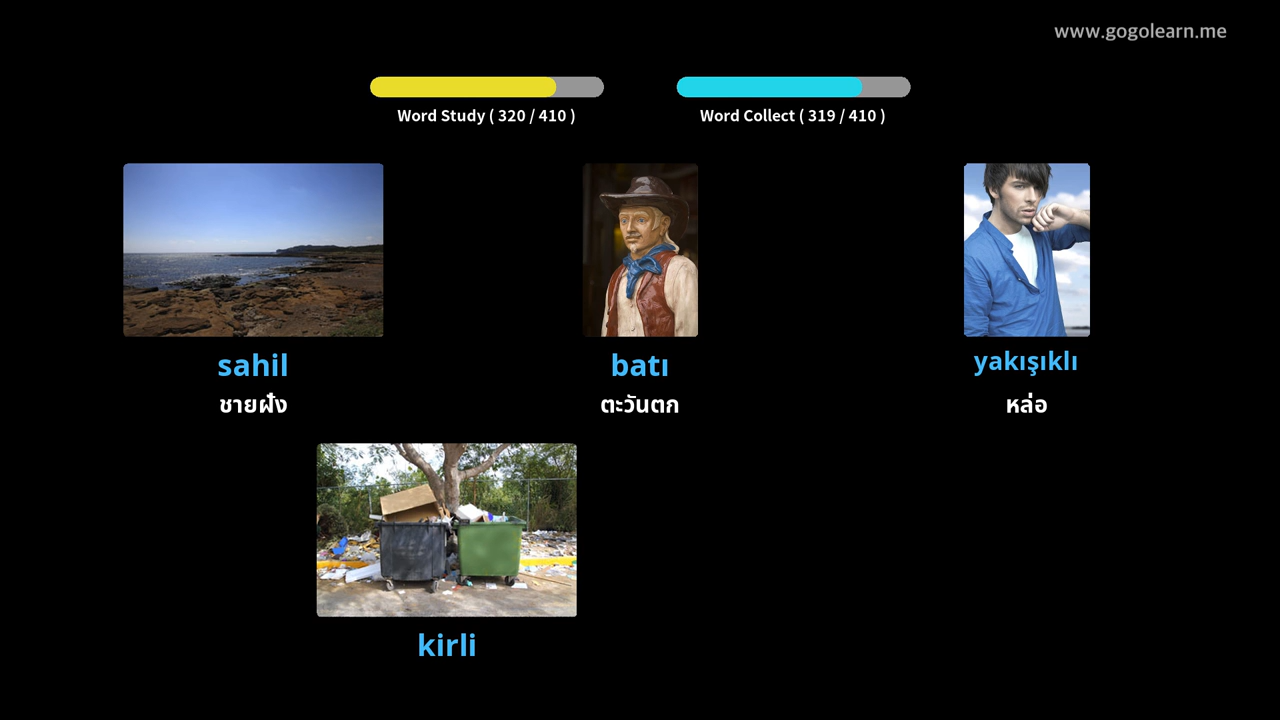 www.gogolearn.me
Word Study ( 320 / 410 )
Word Collect ( 319 / 410 )
sahil
batı
yakışıklı
ชายฝั่ง
ตะวันตก
หล่อ
kirli